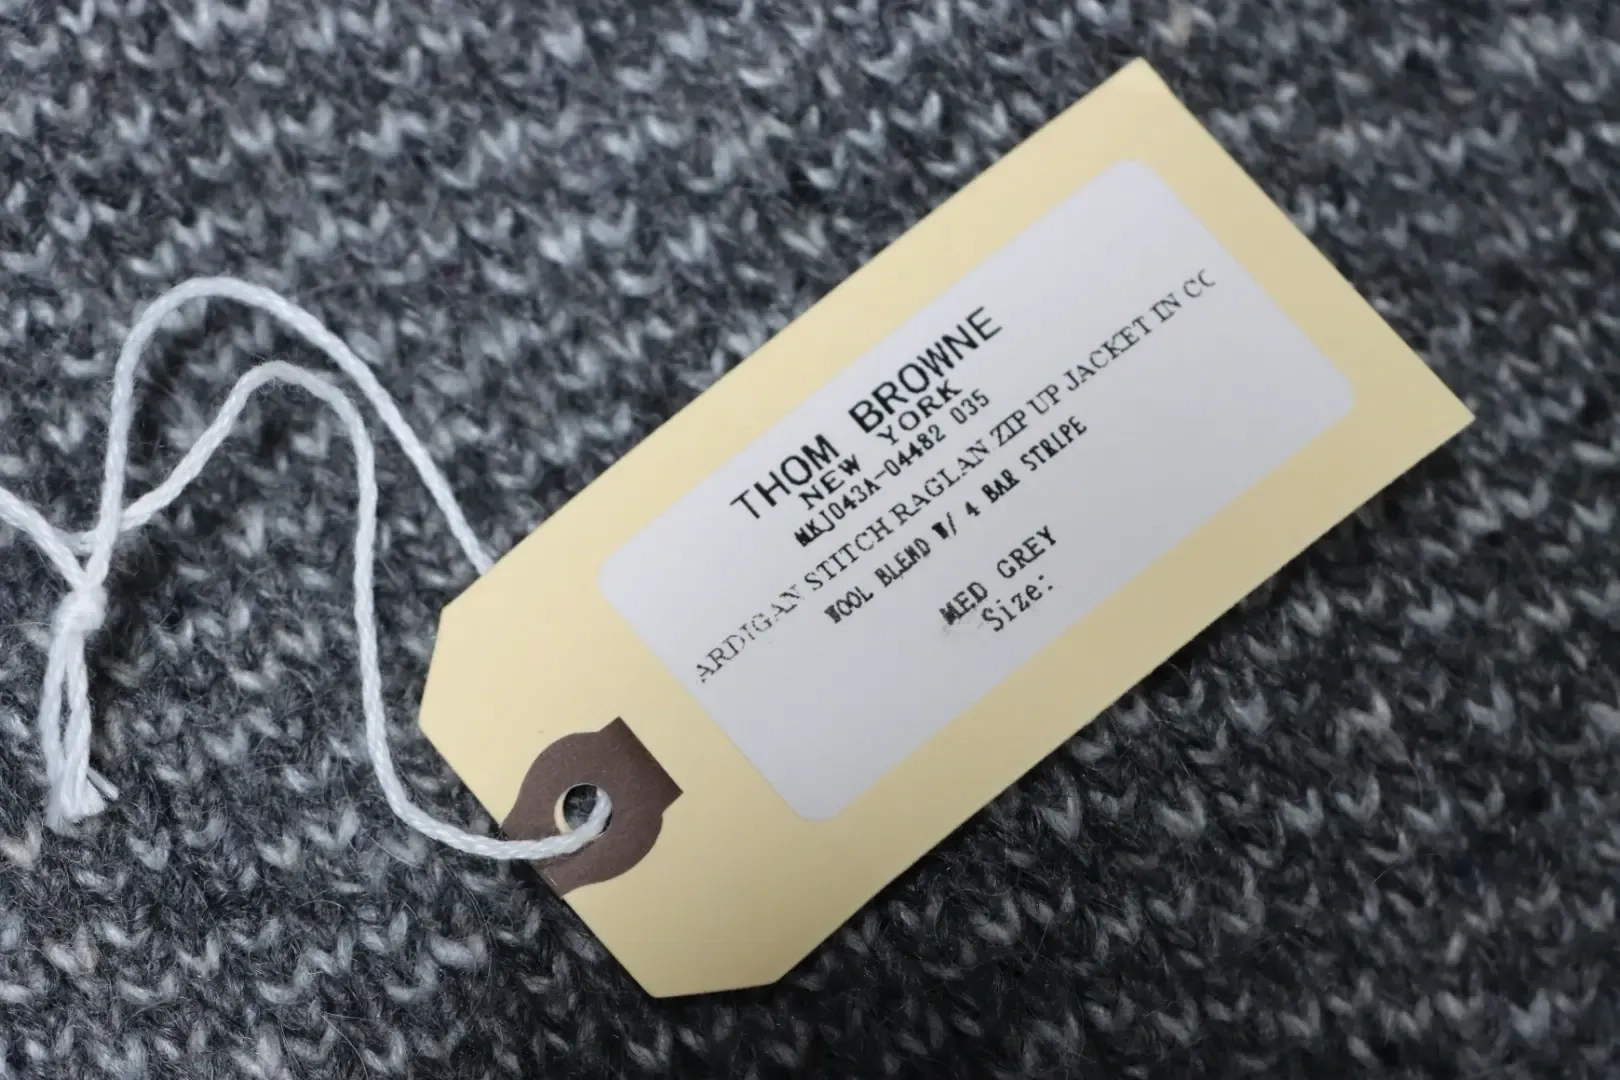 THOM BROWNE
NEW YORK
MKJ043A-04482 035
ARDIGAN STITCH RAGLAN ZIP UP JACKET IN CO
WOOL BLEND W/ 4 BAR STRIPE
MED GREY
Size: